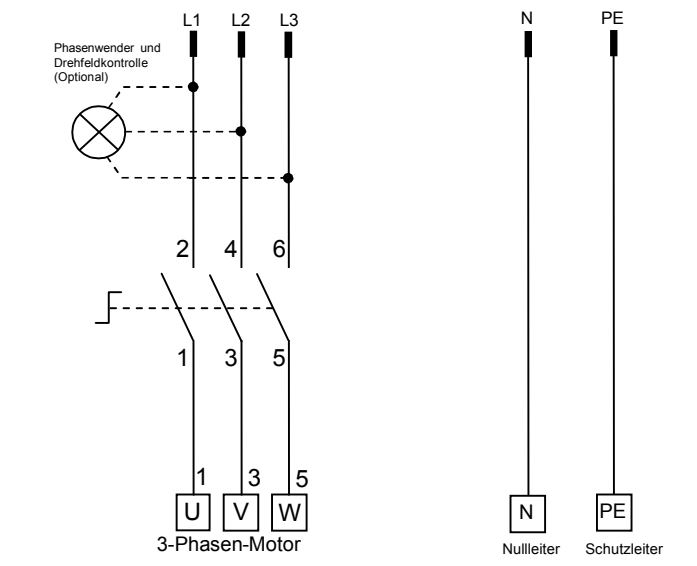 L1 L2 L3 N PE
Phasenwender und
Drehfeldkontrolle
(Optional)
2 4 6
1 3 5
1 3 5
U V W N PE
3-Phasen-Motor
Nullleiter Schutzleiter